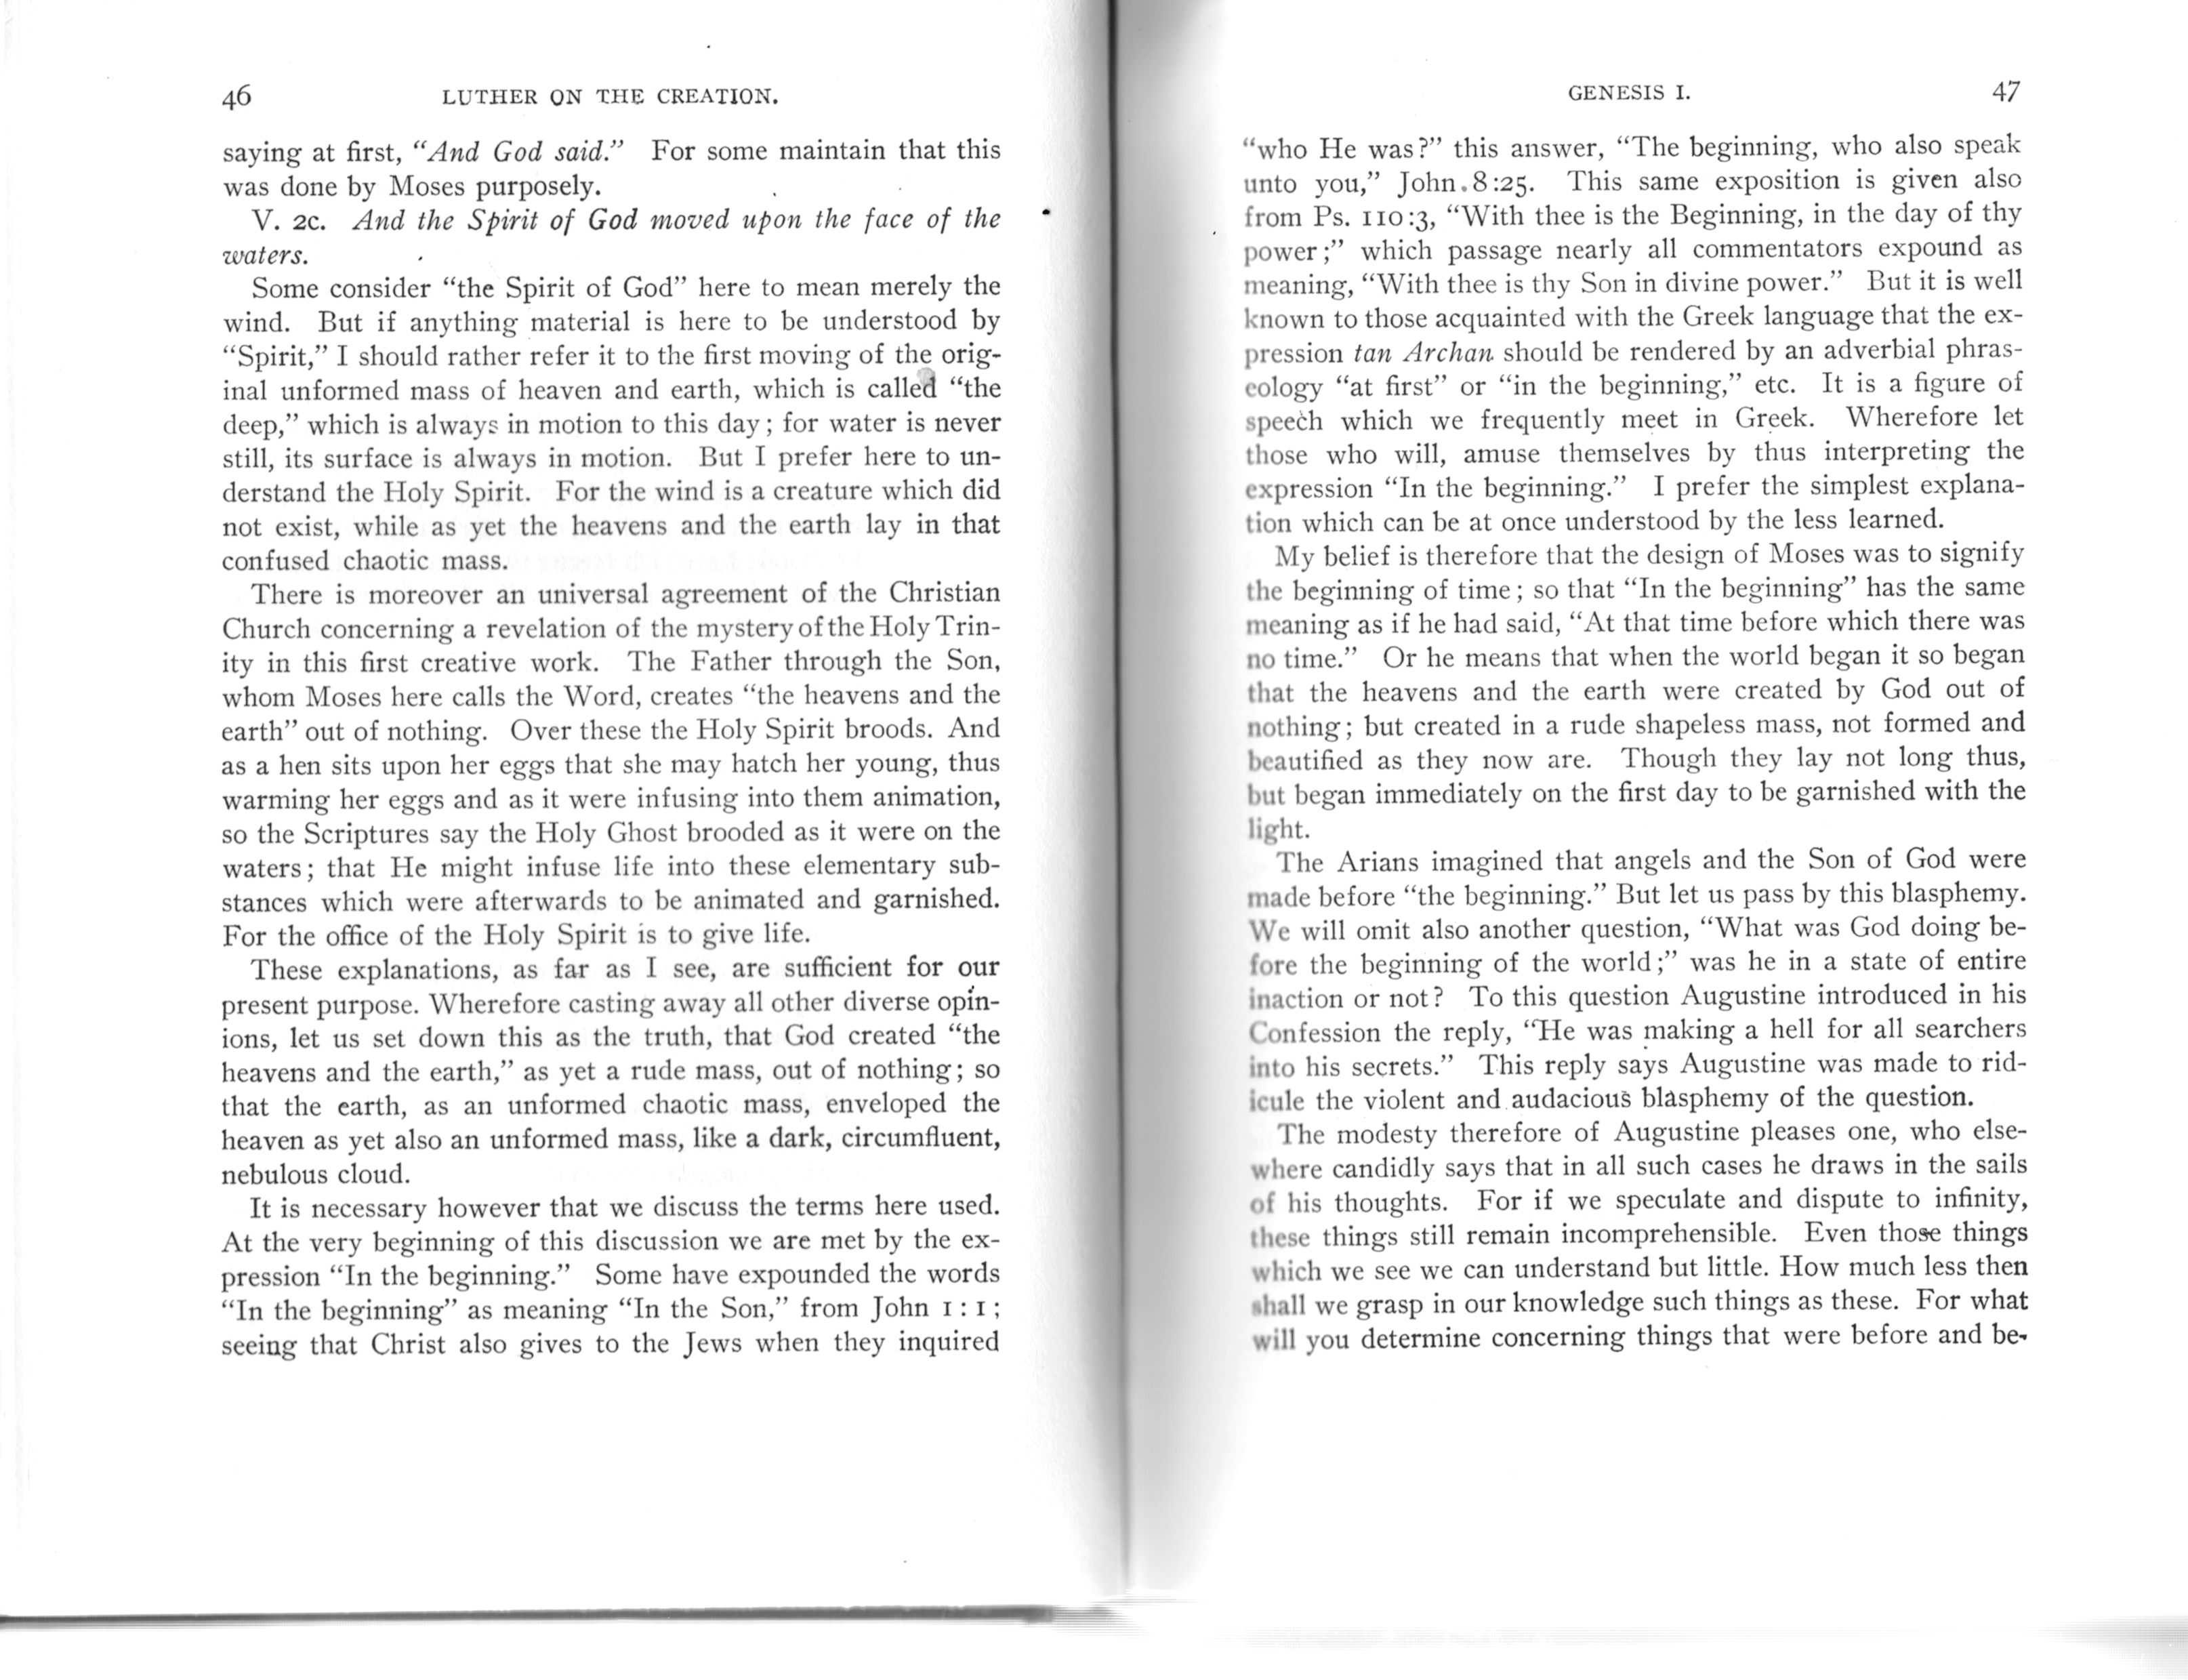 46 LUTHER ON THE CREATION.
saying at first, “And God said.” For some maintain that this
was done by Moses purposely.
V. 2c. And the Spirit of God moved upon the face of the
waters.
Some consider “the Spirit of God” here to mean merely the
wind. But if anything material is here to be understood by
“Spirit,” I should rather refer it to the first moving of the orig-
inal unformed mass of heaven and earth, which is called “the
deep,” which is always in motion to this day; for water is never
still, its surface is always in motion. But I prefer here to un-
derstand the Holy Spirit. For the wind is a creature which did
not exist, while as yet the heavens and the earth lay in that
confused chaotic mass.
There is moreover an universal agreement of the Christian
Church concerning a revelation of the mystery of the Holy Trin-
ity in this first creative work. The Father through the Son,
whom Moses here calls the Word, creates “the heavens and the
earth” out of nothing. Over these the Holy Spirit broods. And
as a hen sits upon her eggs that she may hatch her young, thus
warming her eggs and as it were infusing into them animation,
so the Scriptures say the Holy Ghost brooded as it were on the
waters; that He might infuse life into these elementary sub-
stances which were afterwards to be animated and garnished.
For the office of the Holy Spirit is to give life.
These explanations, as far as I see, are sufficient for our
present purpose. Wherefore casting away all other diverse opin-
ions, let us set down this as the truth, that God created “the
heavens and the earth,” as yet a rude mass, out of nothing; so
that the earth, as an unformed chaotic mass, enveloped the
heaven as yet also an unformed mass, like a dark, circumfluent,
nebulous cloud.
It is necessary however that we discuss the terms here used.
At the very beginning of this discussion we are met by the ex-
pression “In the beginning.” Some have expounded the words
“In the beginning” as meaning “In the Son,” from John 1:1;
seeing that Christ also gives to the Jews when they inquired
GENESIS I. 47
“who He was?” this answer, “The beginning, who also speak
unto you,” John 8:25. This same exposition is given also
from Ps. 110:3, “With thee is the Beginning, in the day of thy
power;” which passage nearly all commentators expound as
meaning, “With thee is thy Son in divine power.” But it is well
known to those acquainted with the Greek language that the ex-
pression tan Archan should be rendered by an adverbial phras-
eology “at first” or “in the beginning,” etc. It is a figure of
speech which we frequently meet in Greek. Wherefore let
those who will, amuse themselves by thus interpreting the
expression “In the beginning.” I prefer the simplest explana-
tion which can be at once understood by the less learned.
My belief is therefore that the design of Moses was to signify
the beginning of time; so that “In the beginning” has the same
meaning as if he had said, “At that time before which there was
no time.” Or he means that when the world began it so began
that the heavens and the earth were created by God out of
nothing; but created in a rude shapeless mass, not formed and
beautified as they now are. Though they lay not long thus,
but began immediately on the first day to be garnished with the
light.
The Arians imagined that angels and the Son of God were
made before “the beginning.” But let us pass by this blasphemy.
We will omit also another question, “What was God doing be-
fore the beginning of the world;” was he in a state of entire
inaction or not? To this question Augustine introduced in his
Confession the reply, “He was making a hell for all searchers
into his secrets.” This reply says Augustine was made to rid-
icule the violent and audacious blasphemy of the question.
The modesty therefore of Augustine pleases one, who else-
where candidly says that in all such cases he draws in the sails
of his thoughts. For if we speculate and dispute to infinity,
these things still remain incomprehensible. Even those things
which we see we can understand but little. How much less then
shall we grasp in our knowledge such things as these. For what
will you determine concerning things that were before and be-